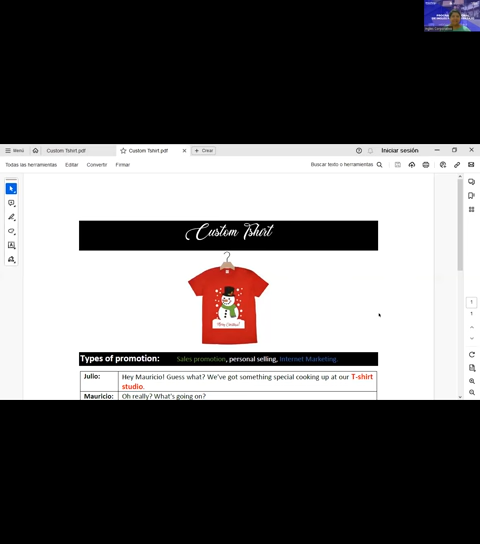 Menú
Custom Tshirt.pdf
Custom Tshirt.pdf
Crear
Iniciar sesión
Todas las herramientas
Editar
Convertir
Firmar
Buscar texto o herramientas
Custom Tshirt
Merry Christmas!
Types of promotion: Sales promotion, personal selling, Internet Marketing.
Julio: Hey Mauricio! Guess what? We've got something special cooking up at our T-shirt
studio.
Mauricio: Oh really? What's going on?
1
1